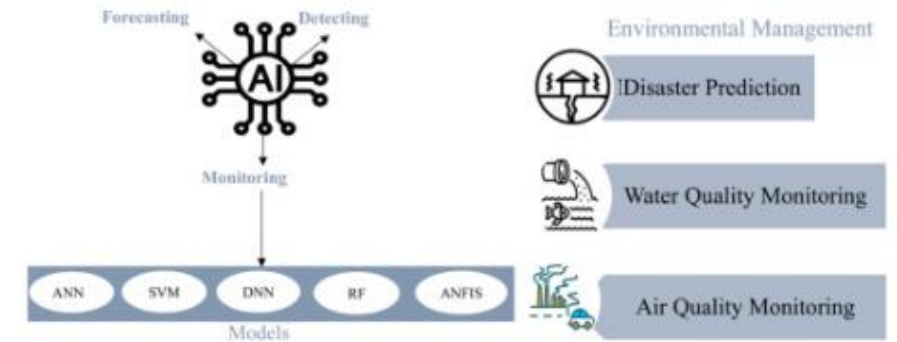 Forecasting
Detecting
AI
Monitoring
ANN
SVM
DNN
RF
ANFIS
Models
Environmental Management
Disaster Prediction
Water Quality Monitoring
Air Quality Monitoring